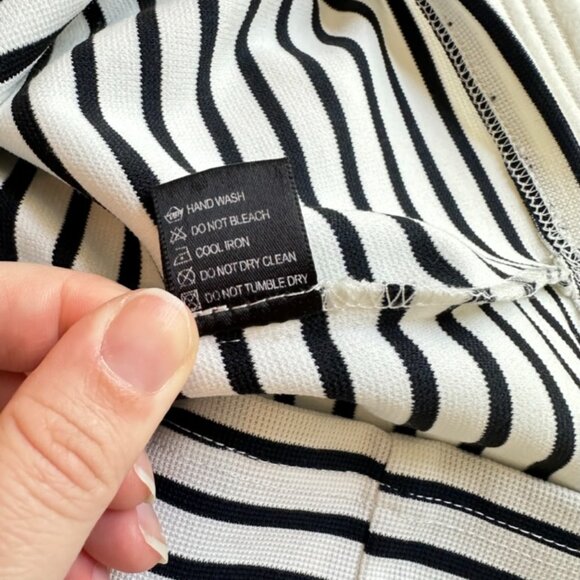 HAND WASH
DO NOT BLEACH
COOL IRON
DO NOT DRY CLEAN
DO NOT TUMBLE DRY